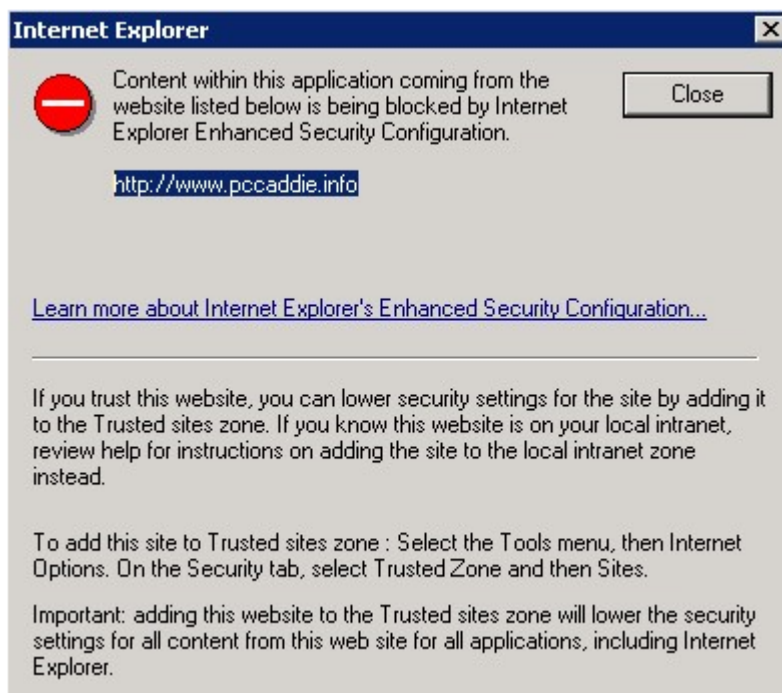 Internet Explorer
Content within this application coming from the
website listed below is being blocked by Internet
Explorer Enhanced Security Configuration.
Close
http://www.pccaddie.info
Learn more about Internet Explorer's Enhanced Security Configuration...
If you trust this website, you can lower security settings for the site by adding it
to the Trusted sites zone. If you know this website is on your local intranet,
review help for instructions on adding the site to the local intranet zone
instead.
To add this site to Trusted sites zone : Select the Tools menu, then Internet
Options. On the Security tab, select Trusted Zone and then Sites.
Important: adding this website to the Trusted sites zone will lower the security
settings for all content from this web site for all applications, including Internet
Explorer.